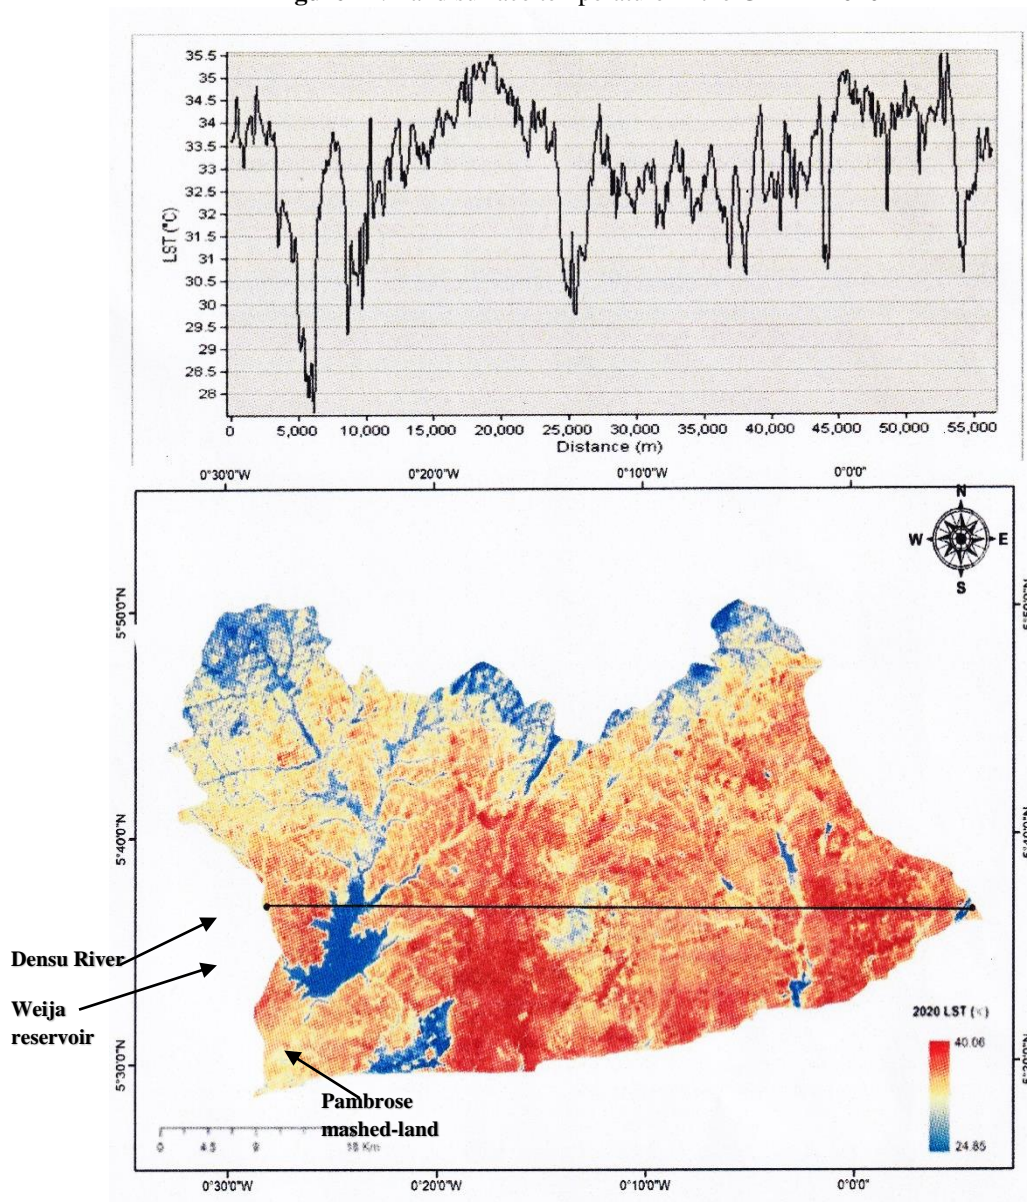 35.5
35
34.5
34
33.5
33
32.5
32
31.5
31
30.5
30
29.5
29
28.5
28
LST (°C)
0 5,000 10,000 15,000 20,000 25,000 30,000 35,000 40,000 45,000 50,000 55,000
Distance (m)
0°30'0"W 0°20'0"W 0°10'0"W 0°0'0"
N
W E
S
5°50'0"N
5°40'0"N
5°30'0"N
Densu River
Weija
reservoir
Pambrose
mashed-land
2020 LST
40.06
24.85
0 4.5 9 18 Km
0°30'0"W 0°20'0"W 0°10'0"W 0°0'0"